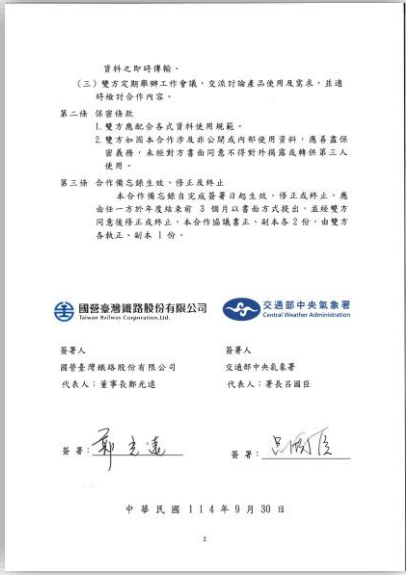 資料之即時傳輸。
(三)雙方定期舉辦工作會議，交流討論產品使用及需求，並適
時檢討合作內容。
第二條 保密條款
1.雙方應配合各式資料使用規範。
2.雙方如因本合作涉及非公開或內部使用資料，應善盡保
密義務，未經對方書面同意不得對外揭露或轉供第三人
使用。
第三條 合作備忘錄生效、修正及終止
本合作備忘錄自完成簽署日起生效，修正或終止，應
由任一方於年度結束前 3 個月以書面方式提出，並經雙方
同意後修正或終止。本合作協議書正、副本各2份，由雙方
各執正、副本1份。
國營臺灣鐵路股份有限公司
Taiwan Railway Corporation,Ltd.
交通部中央氣象署
Central Weather Administration
簽署人
國營臺灣鐵路股份有限公司
代表人：董事長鄭光遠
簽署人
交通部中央氣象署
代表人：署長呂國臣
簽署：鄭光遠
簽署：呂國臣
中華民國114年9月30日
2